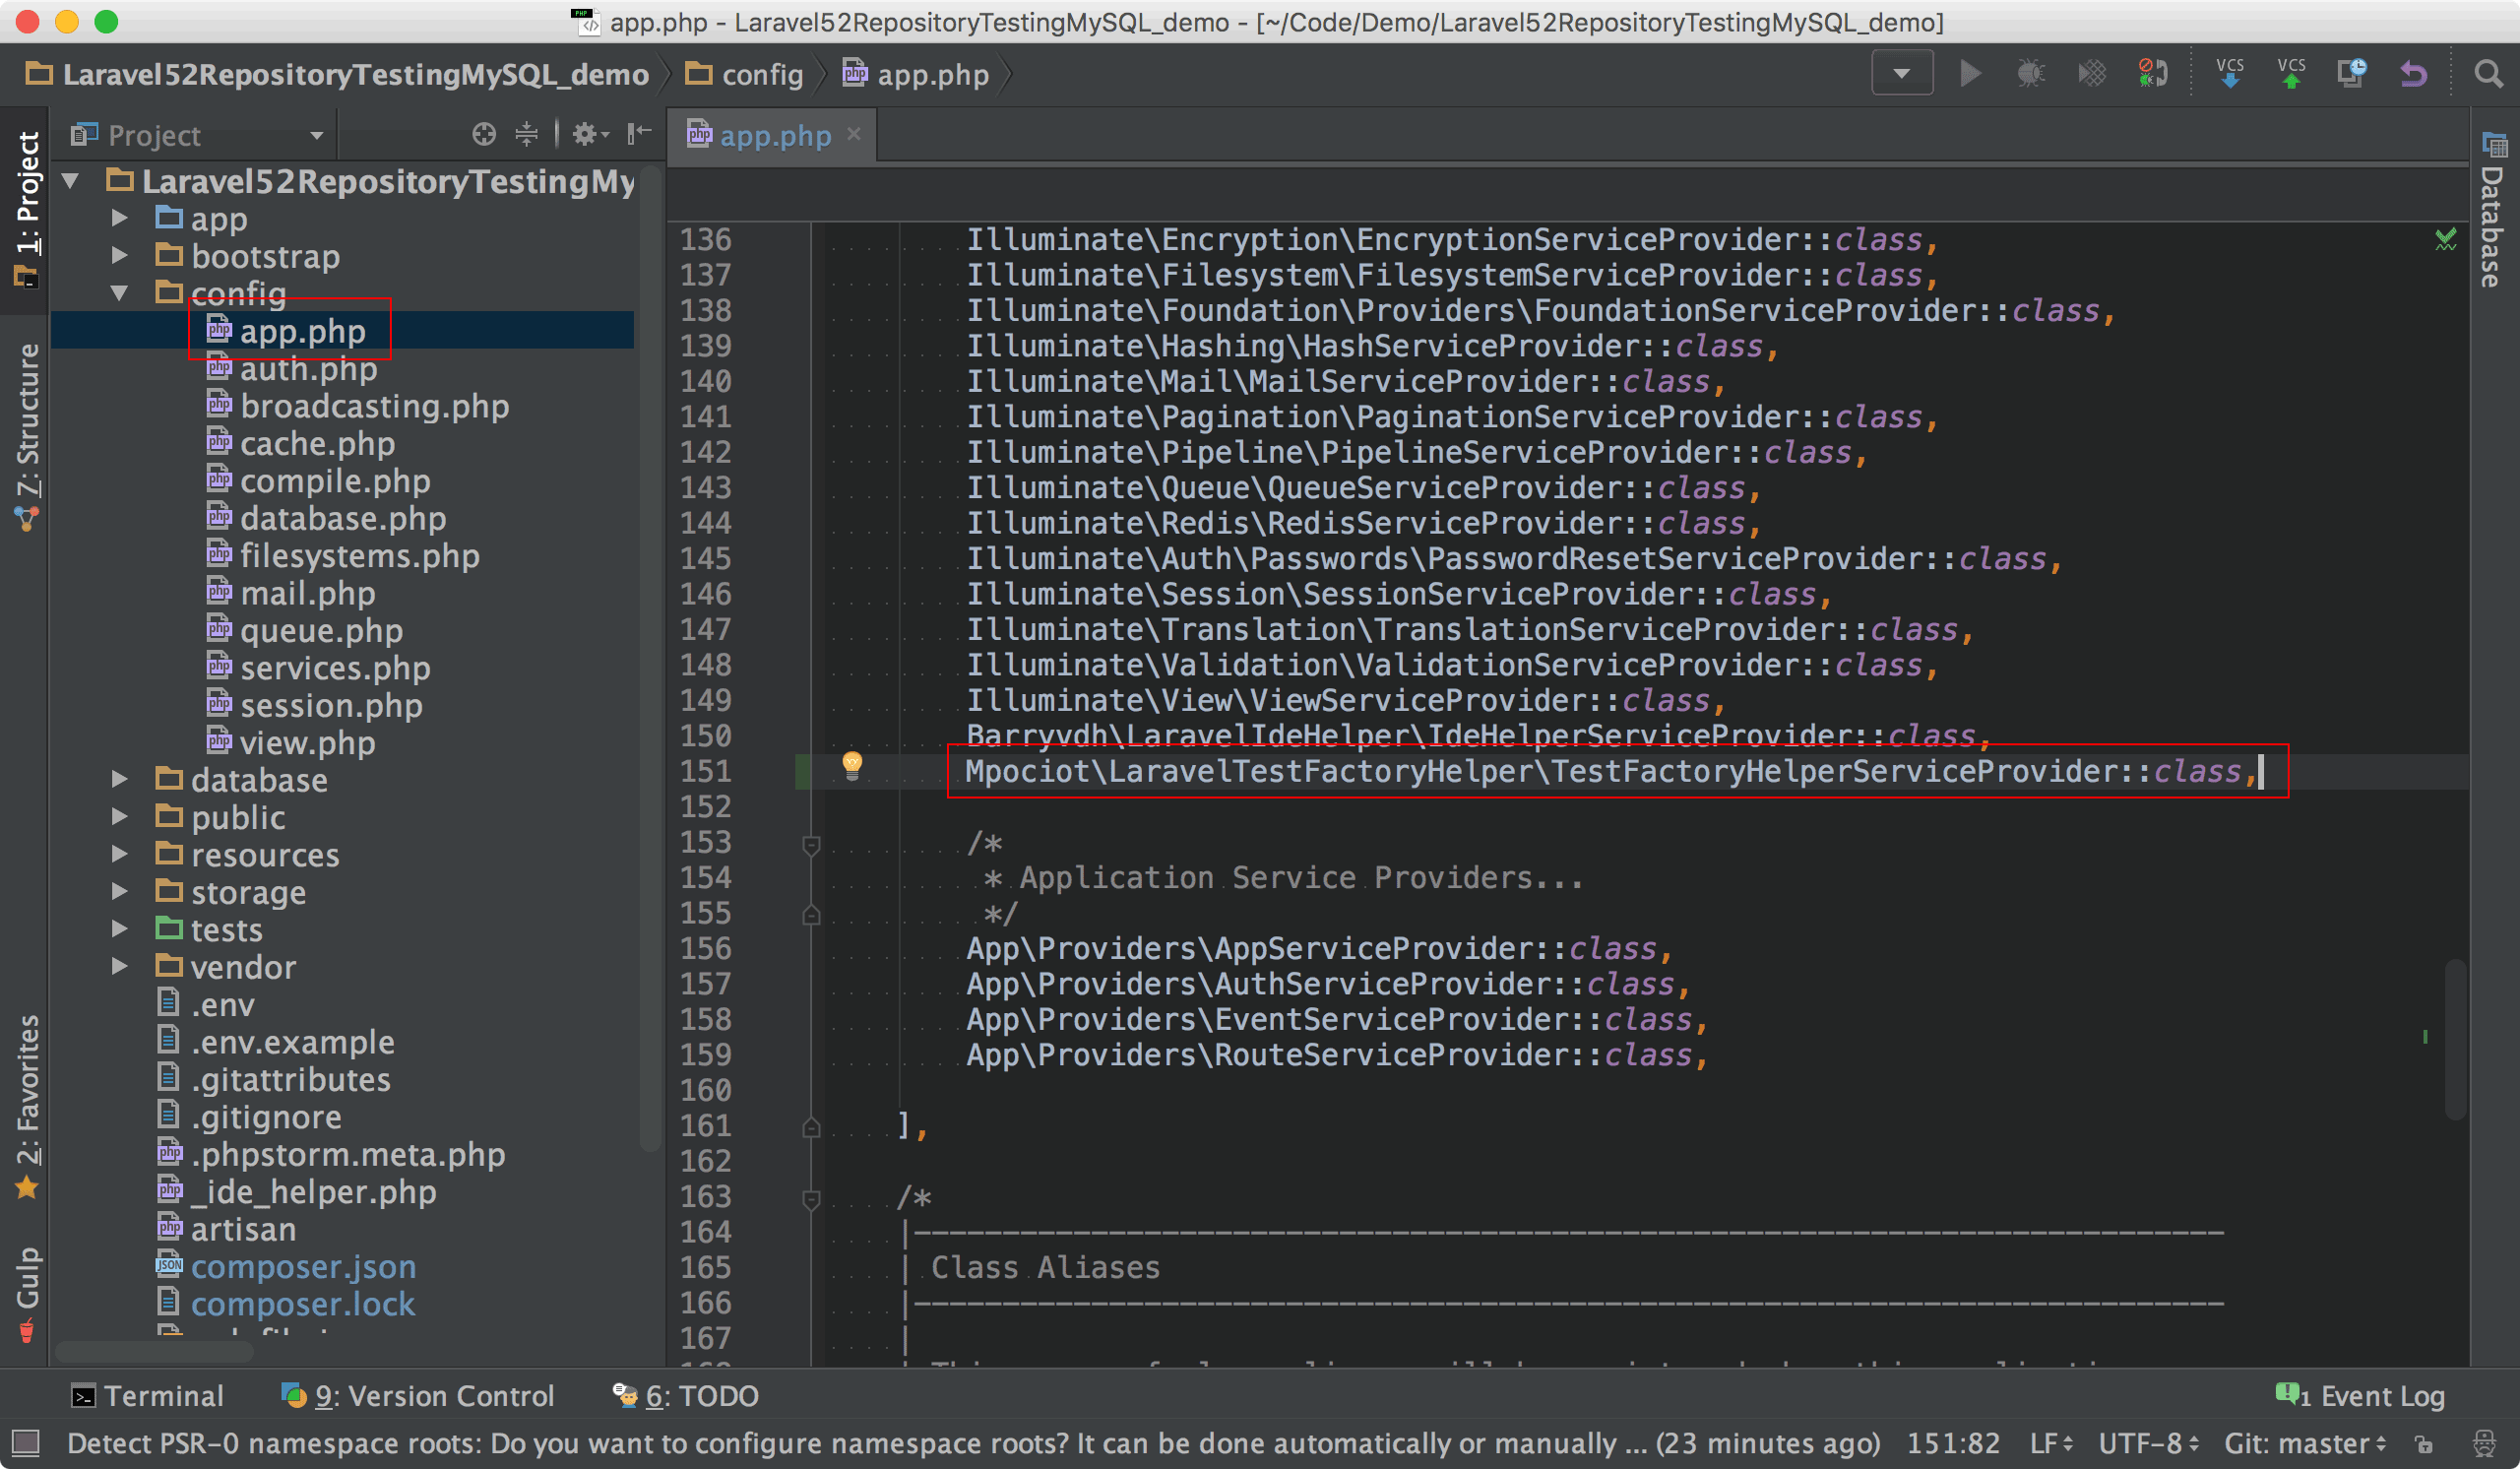 app.php - Laravel52RepositoryTestingMySQL_demo - [~/Code/Demo/Laravel52RepositoryTestingMySQL_demo]
Laravel52RepositoryTestingMySQL_demo config app.php
VCS VCS
1: Project
7: Structure
2: Favorites
Gulp
Project
Laravel52RepositoryTestingMy
app
bootstrap
config
app.php
auth.php
broadcasting.php
cache.php
compile.php
database.php
filesystems.php
mail.php
queue.php
services.php
session.php
view.php
database
public
resources
storage
tests
vendor
.env
.env.example
.gitattributes
.gitignore
.phpstorm.meta.php
_ide_helper.php
artisan
composer.json
composer.lock
app.php
136 Illuminate\Encryption\EncryptionServiceProvider::class,
137 Illuminate\Filesystem\FilesystemServiceProvider::class,
138 Illuminate\Foundation\Providers\FoundationServiceProvider::class,
139 Illuminate\Hashing\HashServiceProvider::class,
140 Illuminate\Mail\MailServiceProvider::class,
141 Illuminate\Pagination\PaginationServiceProvider::class,
142 Illuminate\Pipeline\PipelineServiceProvider::class,
143 Illuminate\Queue\QueueServiceProvider::class,
144 Illuminate\Redis\RedisServiceProvider::class,
145 Illuminate\Auth\Passwords\PasswordResetServiceProvider::class,
146 Illuminate\Session\SessionServiceProvider::class,
147 Illuminate\Translation\TranslationServiceProvider::class,
148 Illuminate\Validation\ValidationServiceProvider::class,
149 Illuminate\View\ViewServiceProvider::class,
150 Barryvdh\LaravelIdeHelper\IdeHelperServiceProvider::class,
151 Mpociot\LaravelTestFactoryHelper\TestFactoryHelperServiceProvider::class,
152
153 /*
154 * Application Service Providers...
155 */
156 App\Providers\AppServiceProvider::class,
157 App\Providers\AuthServiceProvider::class,
158 App\Providers\EventServiceProvider::class,
159 App\Providers\RouteServiceProvider::class,
160
161 ],
162
163 /*
164 |--------------------------------------------------------------------------
165 | Class Aliases
166 |--------------------------------------------------------------------------
167 |
Database
Terminal 9: Version Control 6: TODO 1 Event Log
Detect PSR-0 namespace roots: Do you want to configure namespace roots? It can be done automatically or manually ... (23 minutes ago) 151:82 LF UTF-8 Git: master